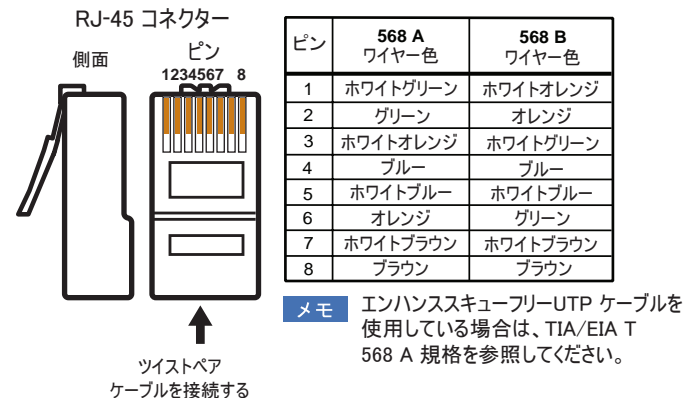 RJ-45 コネクター
側面
ピン
1234567 8
ツイストペア
ケーブルを接続する
ピン 568 A ワイヤー色 568 B ワイヤー色
1 ホワイトグリーン ホワイトオレンジ
2 グリーン オレンジ
3 ホワイトオレンジ ホワイトグリーン
4 ブルー ブルー
5 ホワイトブルー ホワイトブルー
6 オレンジ グリーン
7 ホワイトブラウン ホワイトブラウン
8 ブラウン ブラウン
メモ エンハンススキューフリーUTP ケーブルを
使用している場合は、TIA/EIA T
568 A 規格を参照してください。